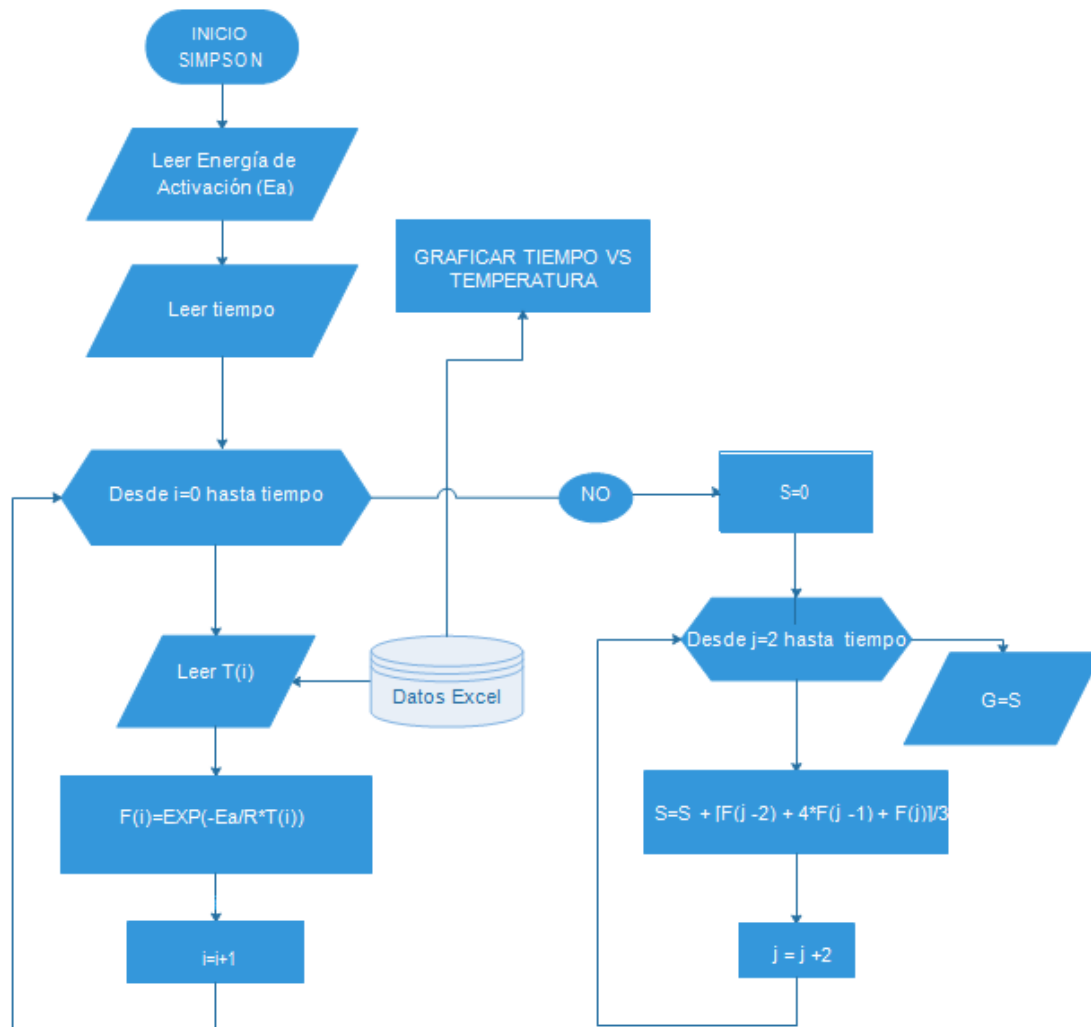 INICIO
SIMPSON
Leer Energía de
Activación (Ea)
Leer tiempo
GRAFICAR TIEMPO VS
TEMPERATURA
Desde i=0 hasta tiempo
NO
S=0
Leer T(i)
Datos Excel
Desde j=2 hasta tiempo
G=S
F(i)=EXP(-Ea/R*T(i))
S=S + [F(j -2) + 4*F(j -1) + F(j)]/3
i=i+1
j = j +2